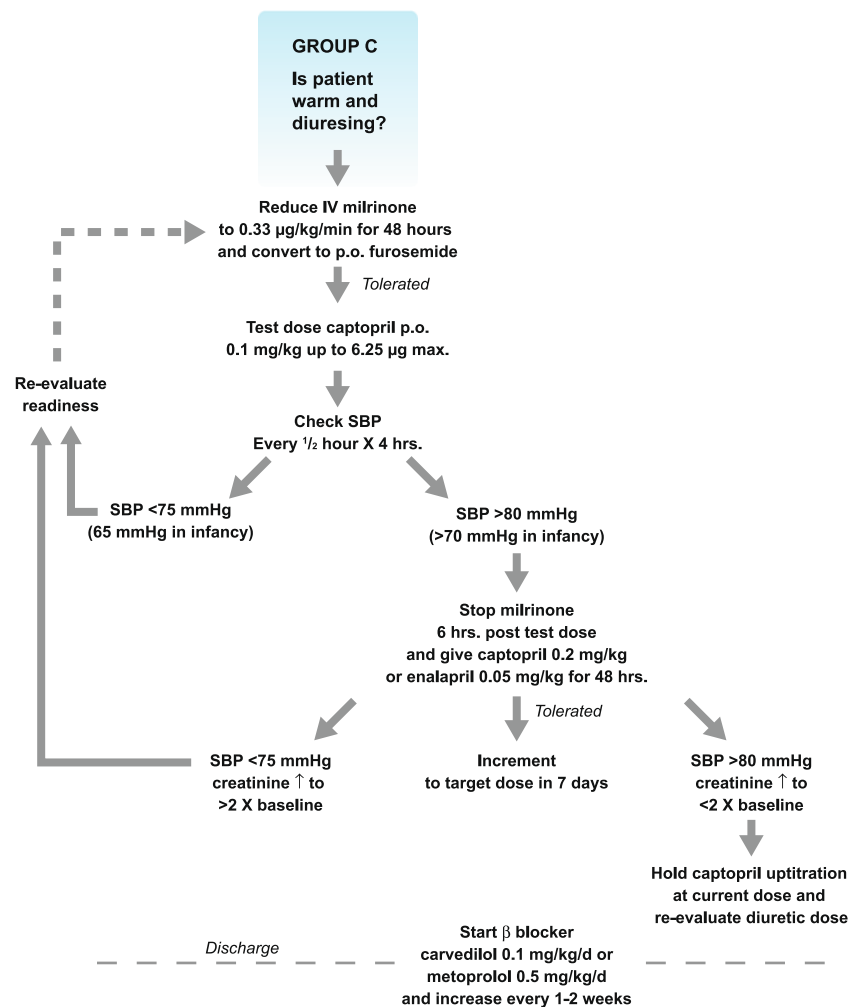 GROUP C
Is patient
warm and
diuresing?
Reduce IV milrinone
to 0.33 µg/kg/min for 48 hours
and convert to p.o. furosemide
Tolerated
Test dose captopril p.o.
0.1 mg/kg up to 6.25 µg max.
Re-evaluate
readiness
Check SBP
Every 1/2 hour X 4 hrs.
SBP <75 mmHg
(65 mmHg in infancy)
SBP >80 mmHg
(>70 mmHg in infancy)
Stop milrinone
6 hrs. post test dose
and give captopril 0.2 mg/kg
or enalapril 0.05 mg/kg for 48 hrs.
Tolerated
SBP <75 mmHg
creatinine ↑ to
>2 X baseline
Increment
to target dose in 7 days
SBP >80 mmHg
creatinine ↑ to
<2 X baseline
Hold captopril uptitration
at current dose and
re-evaluate diuretic dose
Discharge
Start β blocker
carvedilol 0.1 mg/kg/d or
metoprolol 0.5 mg/kg/d
and increase every 1-2 weeks